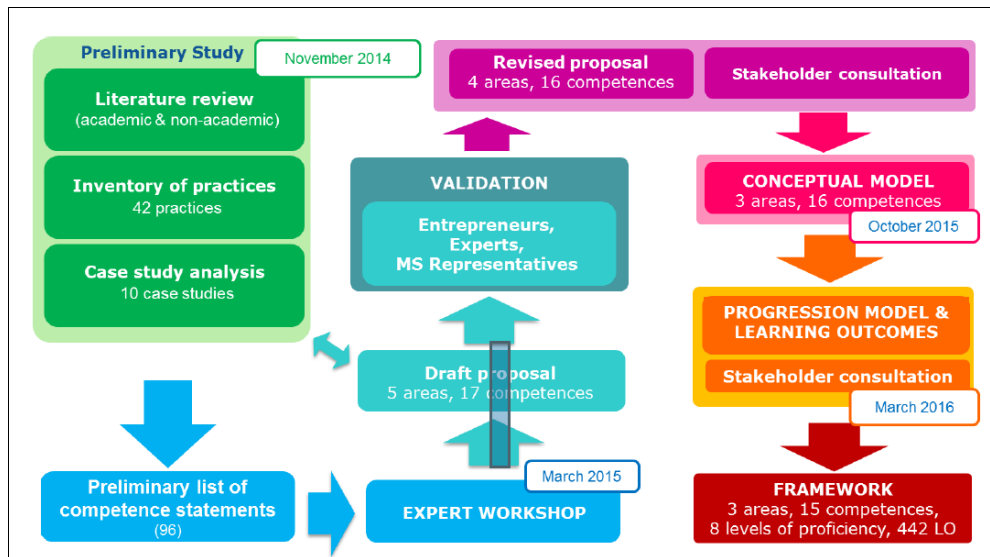 Preliminary Study
November 2014
Literature review
(academic & non-academic)
Inventory of practices
42 practices
Case study analysis
10 case studies
Preliminary list of
competence statements
(96)
EXPERT WORKSHOP
March 2015
Draft proposal
5 areas, 17 competences
VALIDATION
Entrepreneurs,
Experts,
MS Representatives
Revised proposal
4 areas, 16 competences
Stakeholder consultation
CONCEPTUAL MODEL
3 areas, 16 competences
October 2015
PROGRESSION MODEL &
LEARNING OUTCOMES
Stakeholder consultation
March 2016
FRAMEWORK
3 areas, 15 competences,
8 levels of proficiency, 442 LO